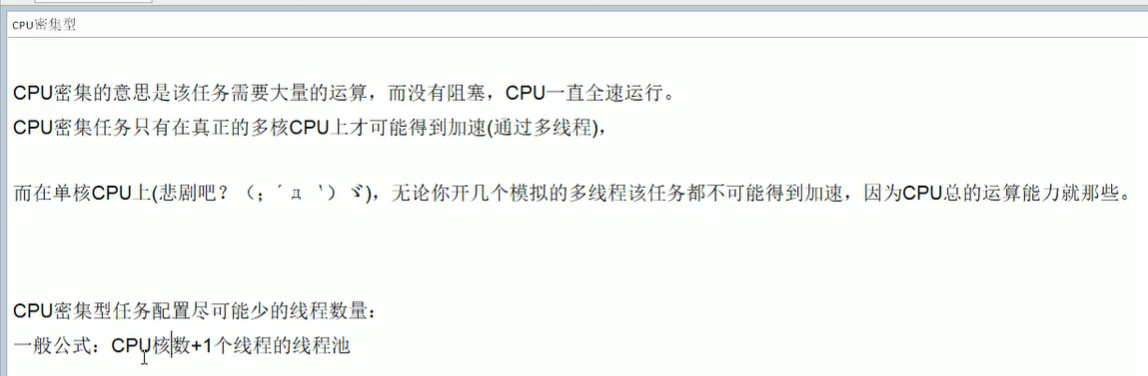 CPU密集型
CPU密集的意思是该任务需要大量的运算，而没有阻塞，CPU一直全速运行。
CPU密集任务只有在真正的多核CPU上才可能得到加速(通过多线程)，
而在单核CPU上(悲剧吧？（；´д｀）ゞ)，无论你开几个模拟的多线程该任务都不可能得到加速，因为CPU总的运算能力就那些。
CPU密集型任务配置尽可能少的线程数量：
一般公式：CPU核数+1个线程的线程池